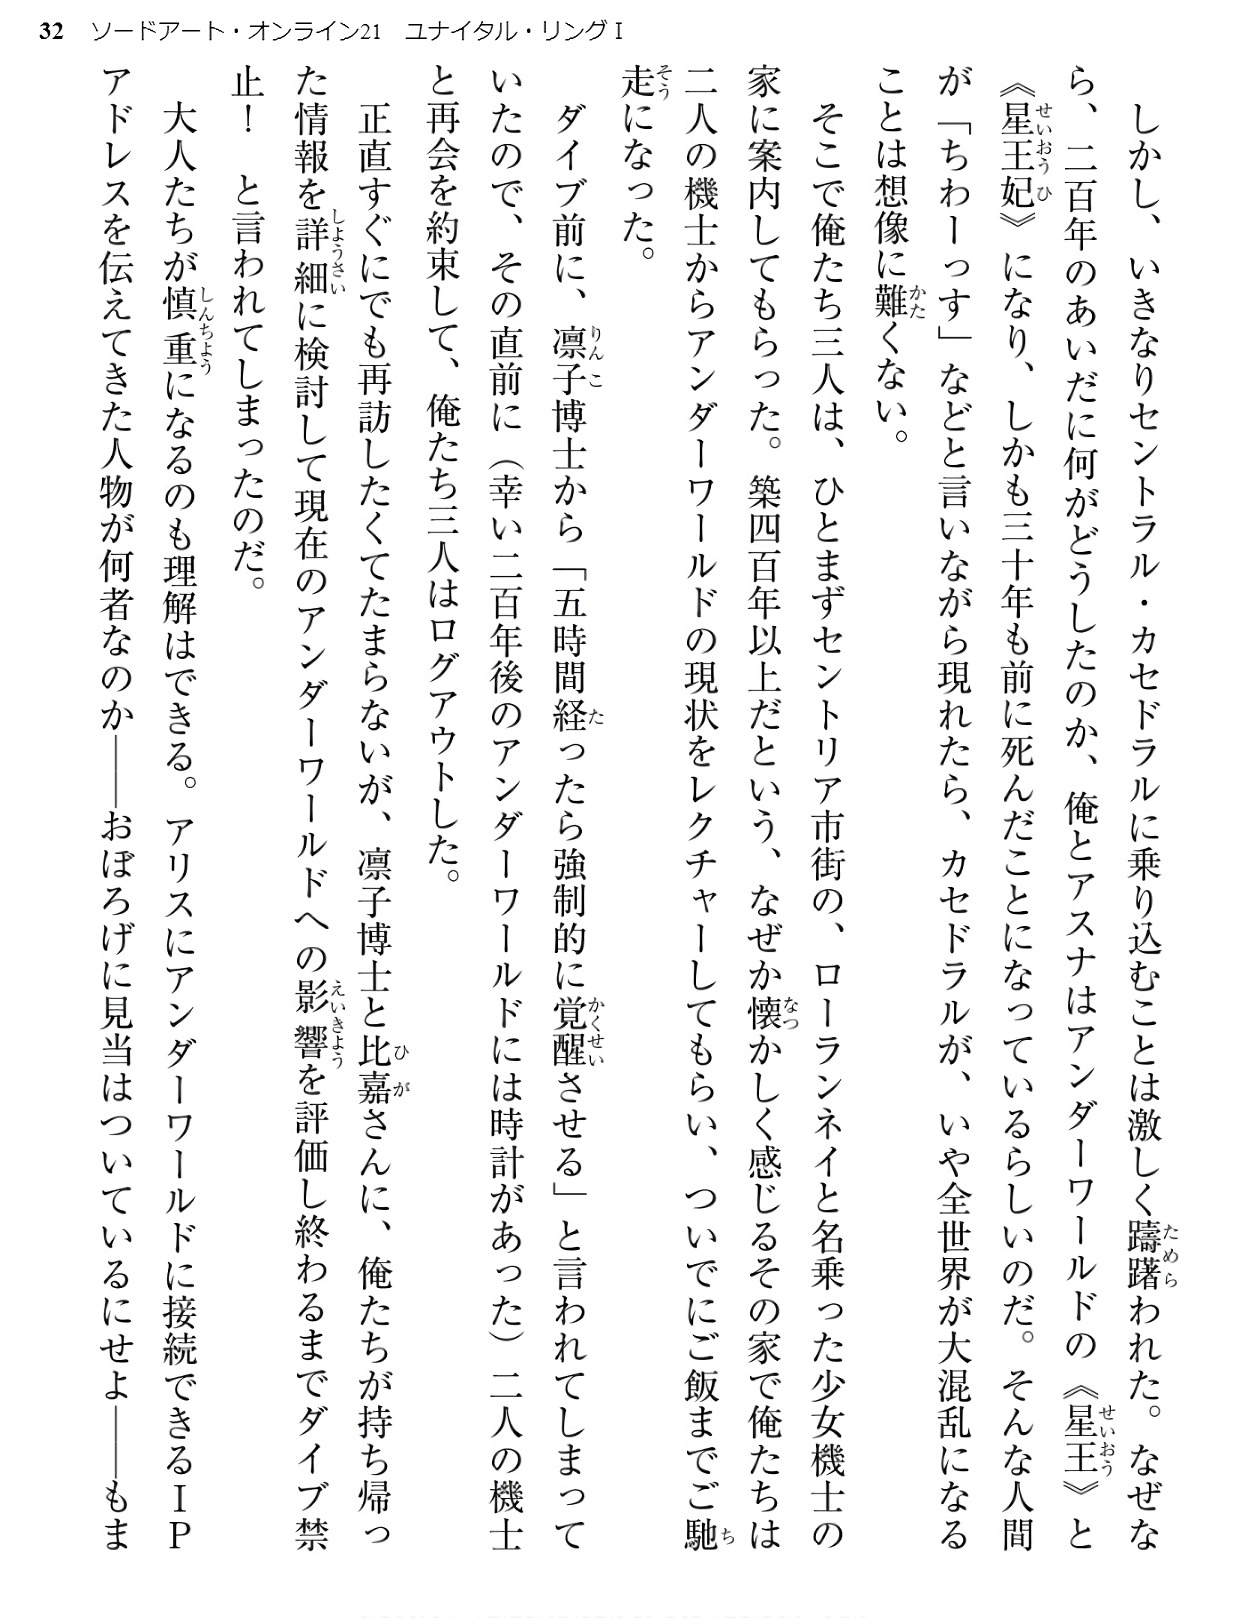 32 ソードアート・オンライン21 ユナイタル・リングⅠ
　しかし、いきなりセントラル・カセドラルに乗り込むことは激しく躊躇われた。なぜな
ら、二百年のあいだに何がどうしたのか、俺とアスナはアンダーワールドの《星王》と
《星王妃》になり、しかも三十年も前に死んだことになっているらしいのだ。そんな人間
が「ちわーっす」などと言いながら現れたら、カセドラルが、いや全世界が大混乱になる
ことは想像に難くない。
　そこで俺たち三人は、ひとまずセントリア市街の、ローランネイと名乗った少女機士の
家に案内してもらった。築四百年以上だという、なぜか懐かしく感じるその家で俺たちは
二人の機士からアンダーワールドの現状をレクチャーしてもらい、ついでにご飯までご馳
走になった。
　ダイブ前に、凛子博士から「五時間経ったら強制的に覚醒させる」と言われてしまって
いたので、その直前に（幸い二百年後のアンダーワールドには時計があった）二人の機士
と再会を約束して、俺たち三人はログアウトした。
　正直すぐにでも再訪したくてたまらないが、凛子博士と比嘉さんに、俺たちが持ち帰っ
た情報を詳細に検討して現在のアンダーワールドへの影響を評価し終わるまでダイブ禁
止！　と言われてしまったのだ。
　大人たちが慎重になるのも理解はできる。アリスにアンダーワールドに接続できるＩＰ
アドレスを伝えてきた人物が何者なのか――おぼろげに見当はついているにせよ――もま